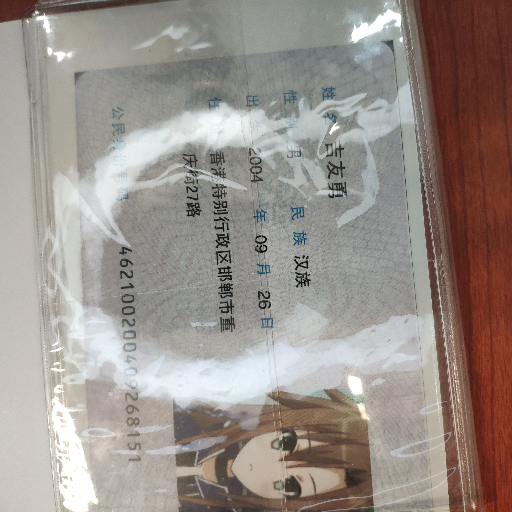 姓名 吉友勇
性别 男 民族 汉族
出生 2004 年 09 月 26 日
住址 香港特别行政区邯郸市重
庆街27路
公民身份号码 462100200409268151